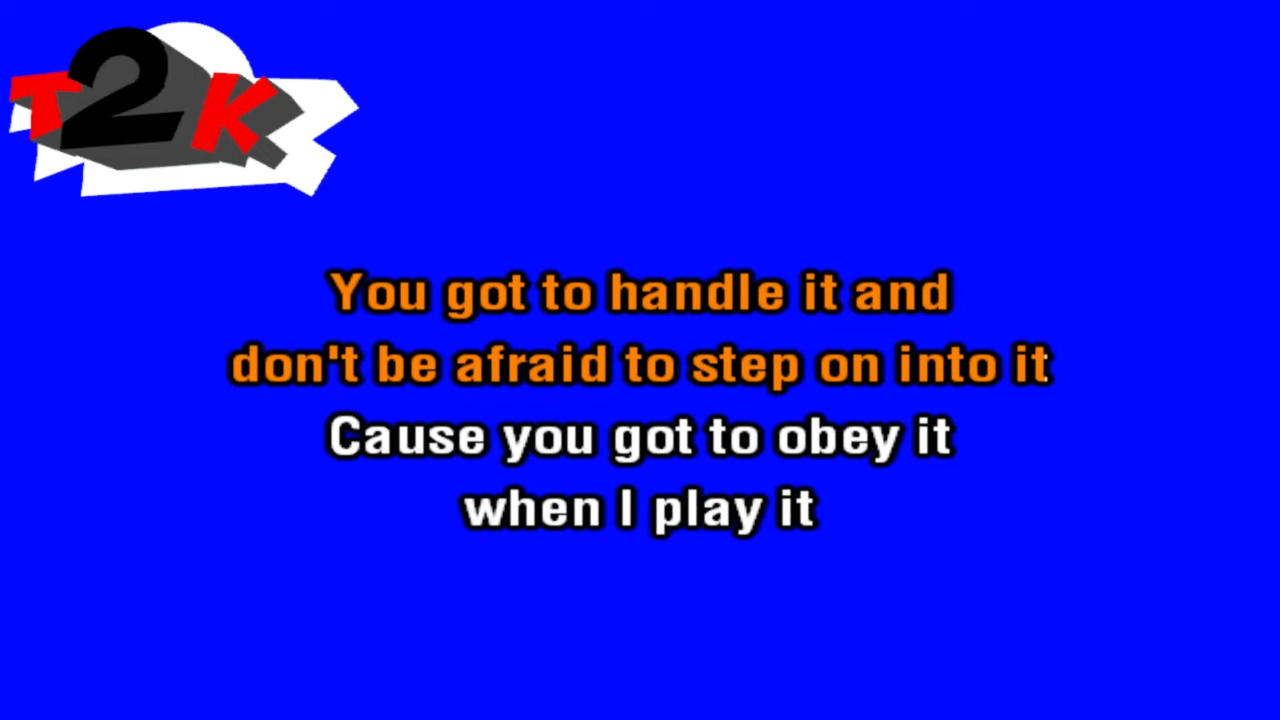 T2K
You got to handle it and
don't be afraid to step on into it
Cause you got to obey it
when I play it